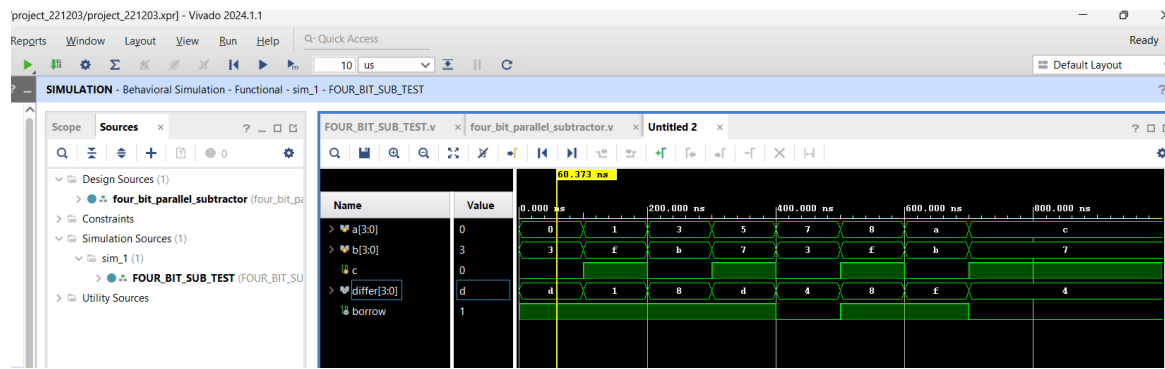 project_221203/project_221203.xpr] - Vivado 2024.1.1
Reports Window Layout View Run Help Quick Access Ready
10 us Default Layout
SIMULATION - Behavioral Simulation - Functional - sim_1 - FOUR_BIT_SUB_TEST
Scope Sources FOUR_BIT_SUB_TEST.v four_bit_parallel_subtractor.v Untitled 2
0
Design Sources (1)
four_bit_parallel_subtractor (four_bit_pa
Constraints
Simulation Sources (1)
sim_1 (1)
FOUR_BIT_SUB_TEST (FOUR_BIT_SU
Utility Sources
60.373 ns
Name Value 0.000 ns 200.000 ns 400.000 ns 600.000 ns 800.000 ns
a[3:0] 0 0 1 3 5 7 8 a c
b[3:0] 3 3 f b 7 3 f b 7
c 0
differ[3:0] d d 1 8 d 4 8 f 4
borrow 1